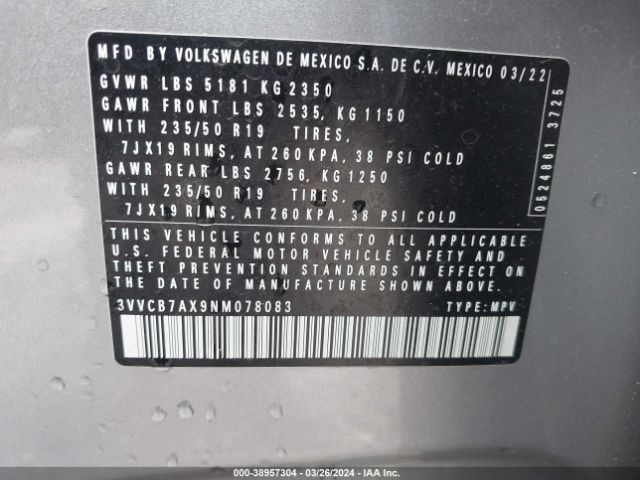 MFD BY VOLKSWAGEN DE MEXICO S.A. DE C.V. MEXICO 03/22
GVWR LBS 5181 KG 2350
GAWR FRONT LBS 2535, KG 1150
WITH 235/50 R19 TIRES,
7JX19 RIMS, AT 260 KPA, 38 PSI COLD
GAWR REAR LBS 2756, KG 1250
WITH 235/50 R19 TIRES,
7JX19 RIMS, AT 260 KPA, 38 PSI COLD
THIS VEHICLE CONFORMS TO ALL APPLICABLE
U.S. FEDERAL MOTOR VEHICLE SAFETY AND
THEFT PREVENTION STANDARDS IN EFFECT ON
THE DATE OF MANUFACTURE SHOWN ABOVE
3VVCB7AX9NM078083 TYPE: MPV
0524861 3725
000-38957304 | 03/26/2024 | IAA Inc.